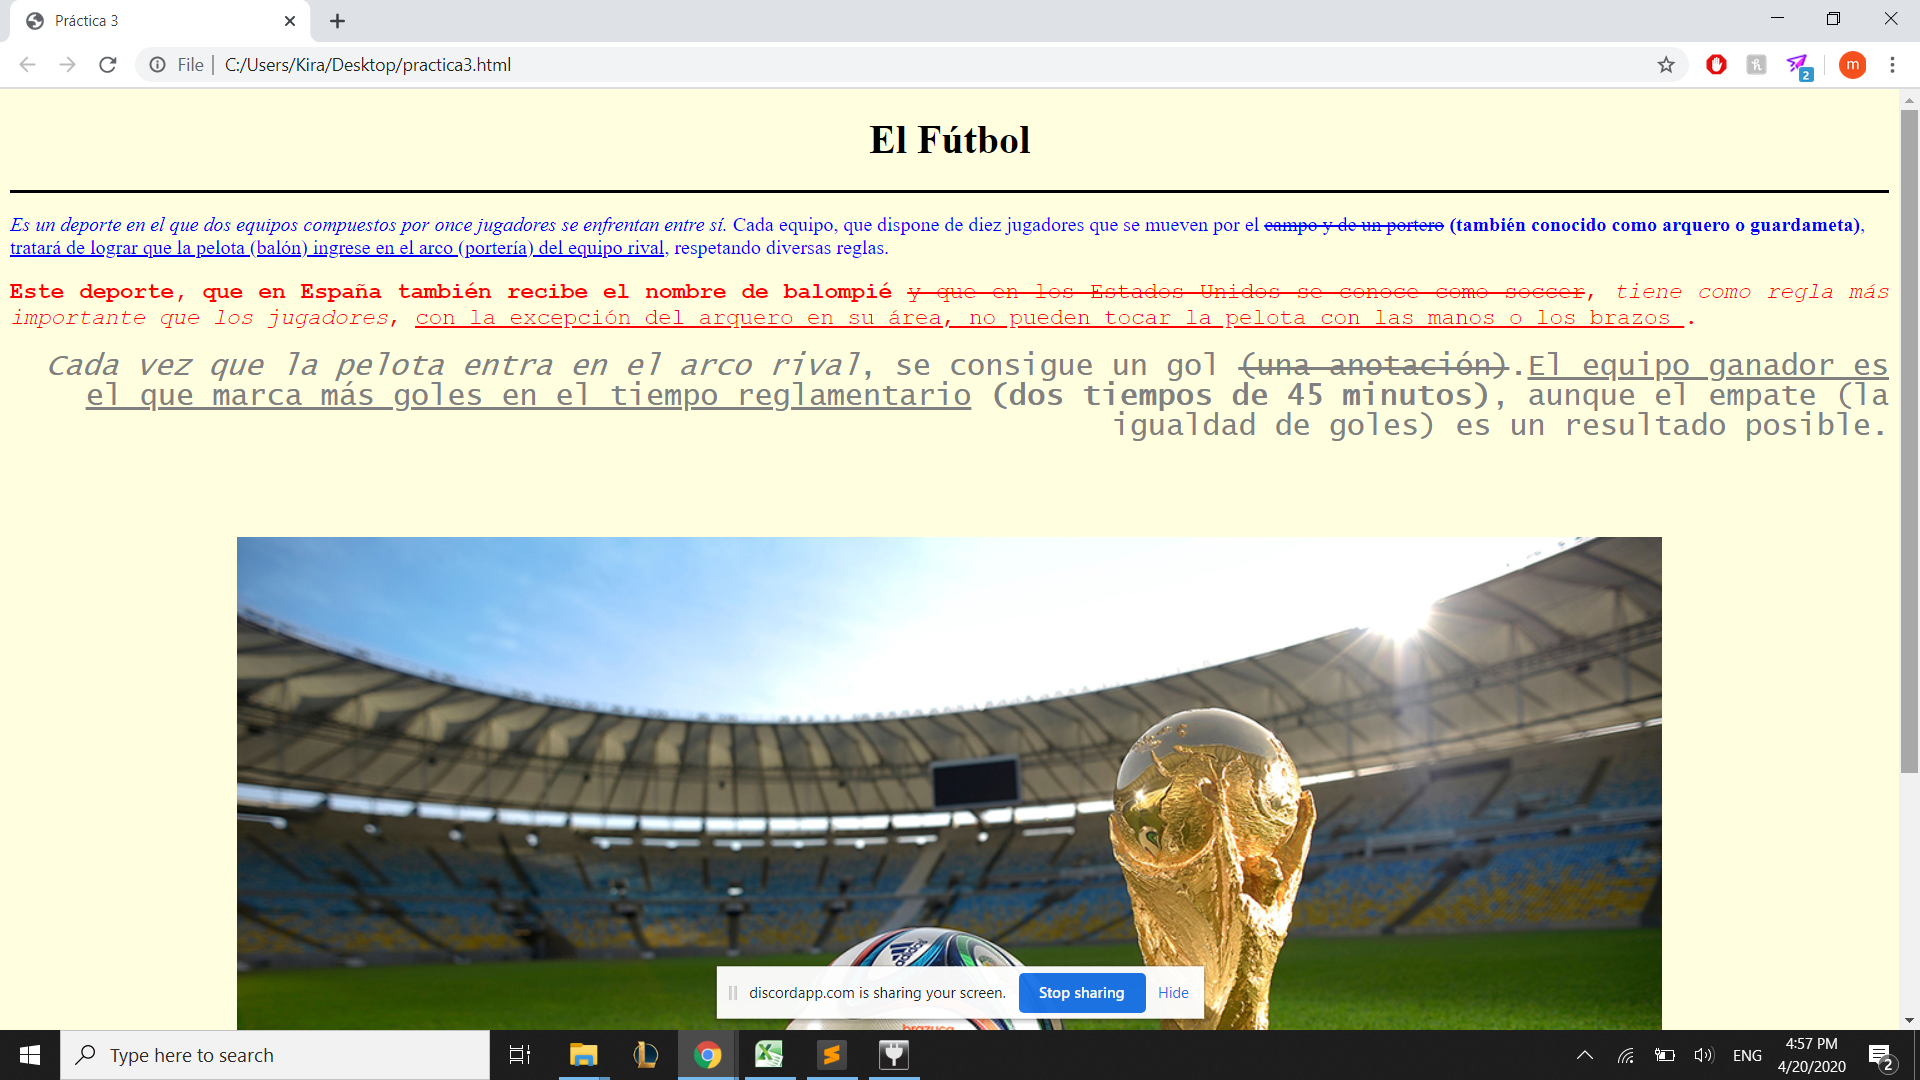 Práctica 3
File | C:/Users/Kira/Desktop/practica3.html
m
2
El Fútbol
Es un deporte en el que dos equipos compuestos por once jugadores se enfrentan entre sí. Cada equipo, que dispone de diez jugadores que se mueven por el campo y de un portero (también conocido como arquero o guardameta),
tratará de lograr que la pelota (balón) ingrese en el arco (portería) del equipo rival, respetando diversas reglas.
Este deporte, que en España también recibe el nombre de balompié y que en los Estados Unidos se conoce como soccer, tiene como regla más
importante que los jugadores, con la excepción del arquero en su área, no pueden tocar la pelota con las manos o los brazos .
Cada vez que la pelota entra en el arco rival, se consigue un gol (una anotación).El equipo ganador es
el que marca más goles en el tiempo reglamentario (dos tiempos de 45 minutos), aunque el empate (la
igualdad de goles) es un resultado posible.
adidas
brazuca
discordapp.com is sharing your screen. Stop sharing Hide
Type here to search
ENG
4:57 PM
4/20/2020
2